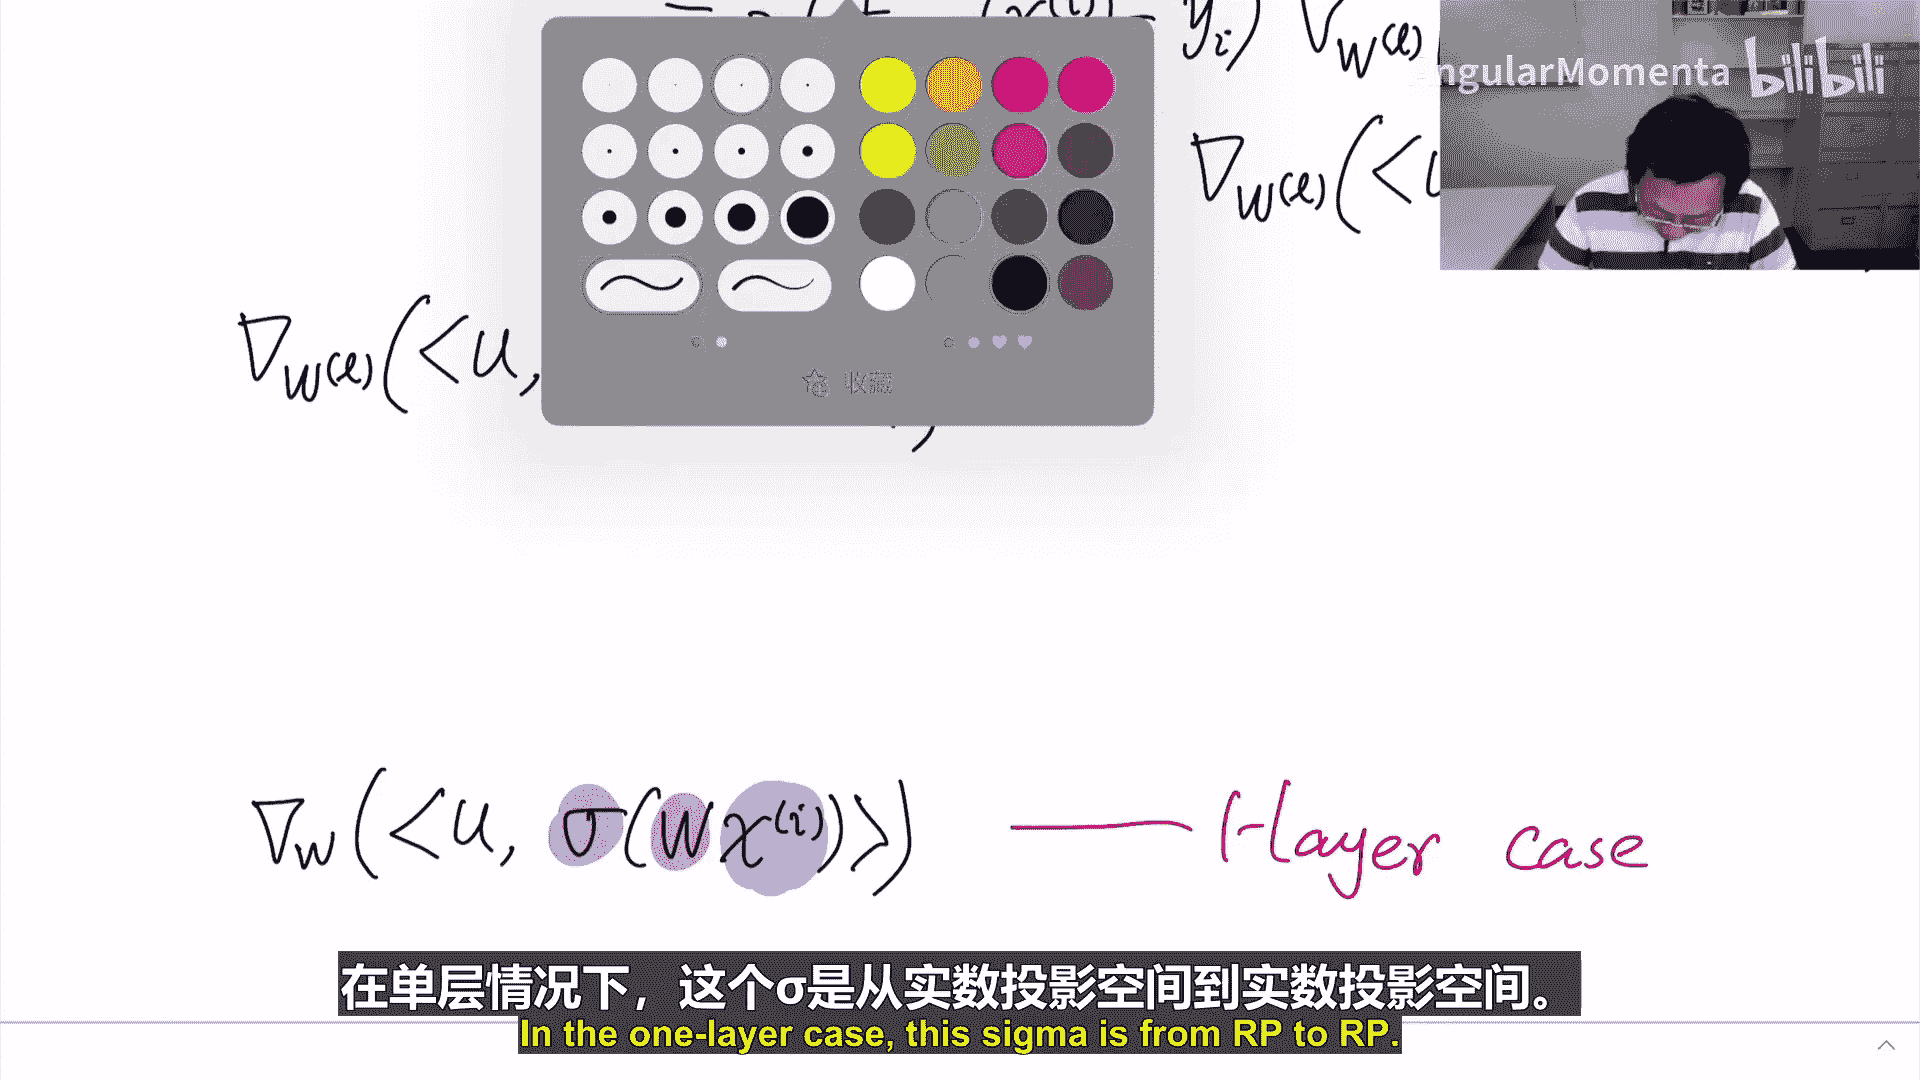 y_i) ∇_{W^{(ℓ)}}
ngularMomenta bilibili
∇_{W^{(ℓ)}}(<u
∇_{W^{(ℓ)}}(<u,
收藏
∇_W(<u, σ(Wx^{(i)})>) —— 1-layer case
在单层情况下，这个σ是从实数投影空间到实数投影空间。
In the one-layer case, this sigma is from RP to RP.